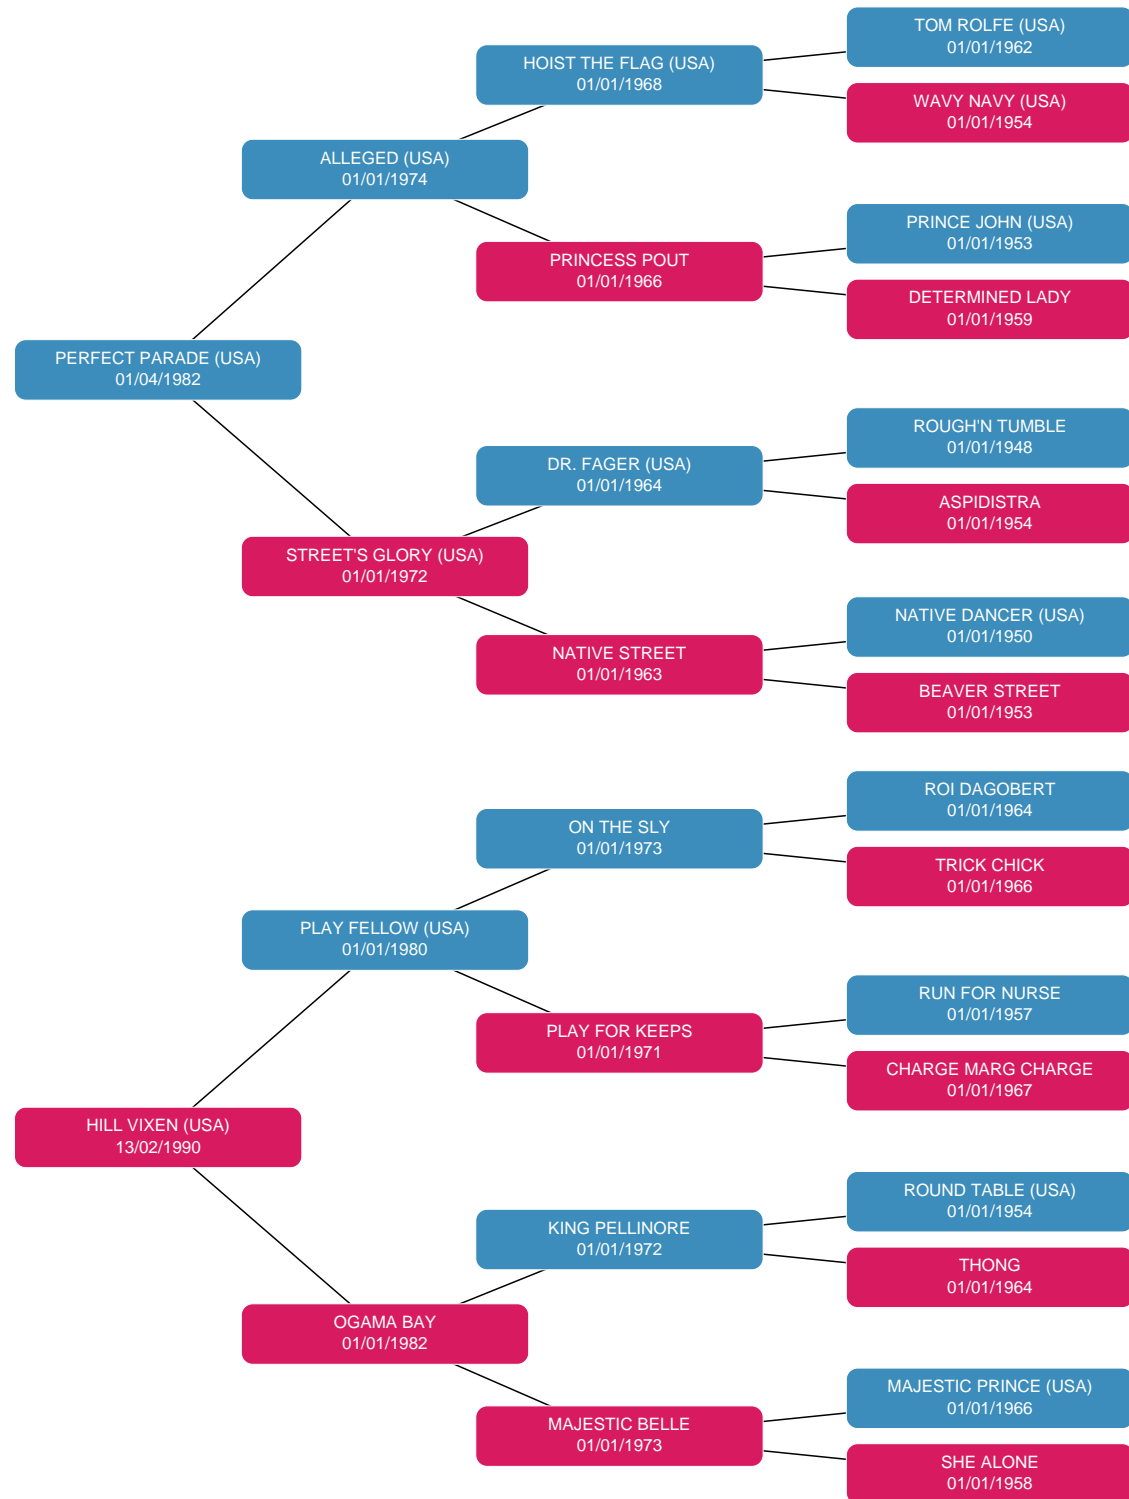 TOM ROLFE (USA)
01/01/1962
HOIST THE FLAG (USA)
01/01/1968
WAVY NAVY (USA)
01/01/1954
ALLEGED (USA)
01/01/1974
PRINCE JOHN (USA)
01/01/1953
PRINCESS POUT
01/01/1966
DETERMINED LADY
01/01/1959
PERFECT PARADE (USA)
01/04/1982
ROUGH'N TUMBLE
01/01/1948
DR. FAGER (USA)
01/01/1964
ASPIDISTRA
01/01/1954
STREET'S GLORY (USA)
01/01/1972
NATIVE DANCER (USA)
01/01/1950
NATIVE STREET
01/01/1963
BEAVER STREET
01/01/1953
ROI DAGOBERT
01/01/1964
ON THE SLY
01/01/1973
TRICK CHICK
01/01/1966
PLAY FELLOW (USA)
01/01/1980
RUN FOR NURSE
01/01/1957
PLAY FOR KEEPS
01/01/1971
CHARGE MARG CHARGE
01/01/1967
HILL VIXEN (USA)
13/02/1990
ROUND TABLE (USA)
01/01/1954
KING PELLINORE
01/01/1972
THONG
01/01/1964
OGAMA BAY
01/01/1982
MAJESTIC PRINCE (USA)
01/01/1966
MAJESTIC BELLE
01/01/1973
SHE ALONE
01/01/1958